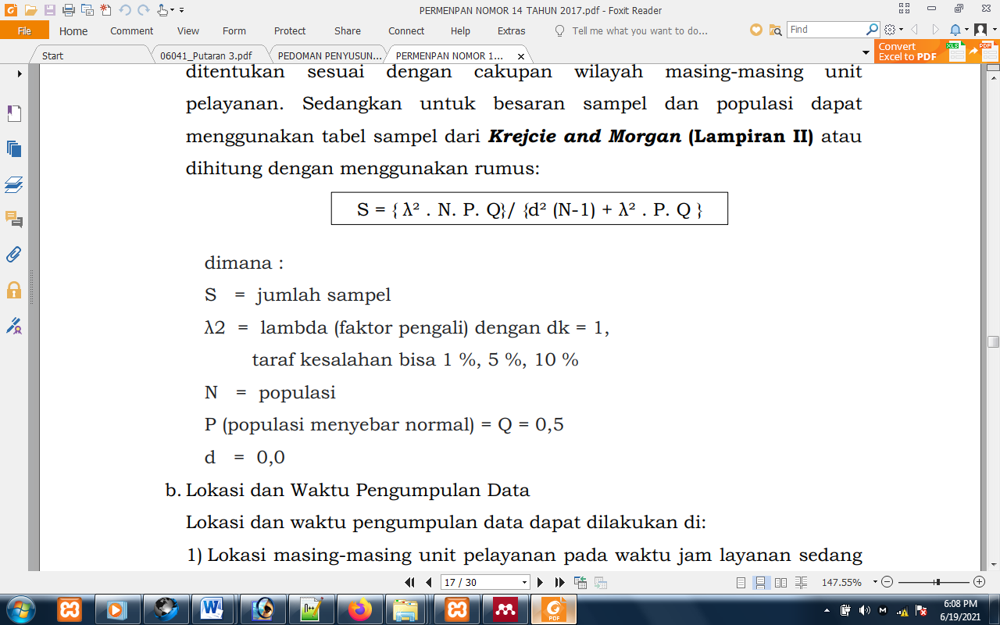 PERMENPAN NOMOR 14 TAHUN 2017.pdf - Foxit Reader
File Home Comment View Form Protect Share Connect Help Extras Tell me what you want to do... Find
Start 06041_Putaran 3.pdf PEDOMAN PENYUSUN... PERMENPAN NOMOR 1... Convert
Excel to PDF XLS PDF
ditentukan sesuai dengan cakupan wilayah masing-masing unit
pelayanan. Sedangkan untuk besaran sampel dan populasi dapat
menggunakan tabel sampel dari Krejcie and Morgan (Lampiran II) atau
dihitung dengan menggunakan rumus:
S = { λ² . N. P. Q}/ {d² (N-1) + λ² . P. Q }
dimana :
S = jumlah sampel
λ2 = lambda (faktor pengali) dengan dk = 1,
taraf kesalahan bisa 1 %, 5 %, 10 %
N = populasi
P (populasi menyebar normal) = Q = 0,5
d = 0,0
b. Lokasi dan Waktu Pengumpulan Data
Lokasi dan waktu pengumpulan data dapat dilakukan di:
1) Lokasi masing-masing unit pelayanan pada waktu jam layanan sedang
17 / 30 147.55%
6:08 PM
6/19/2021